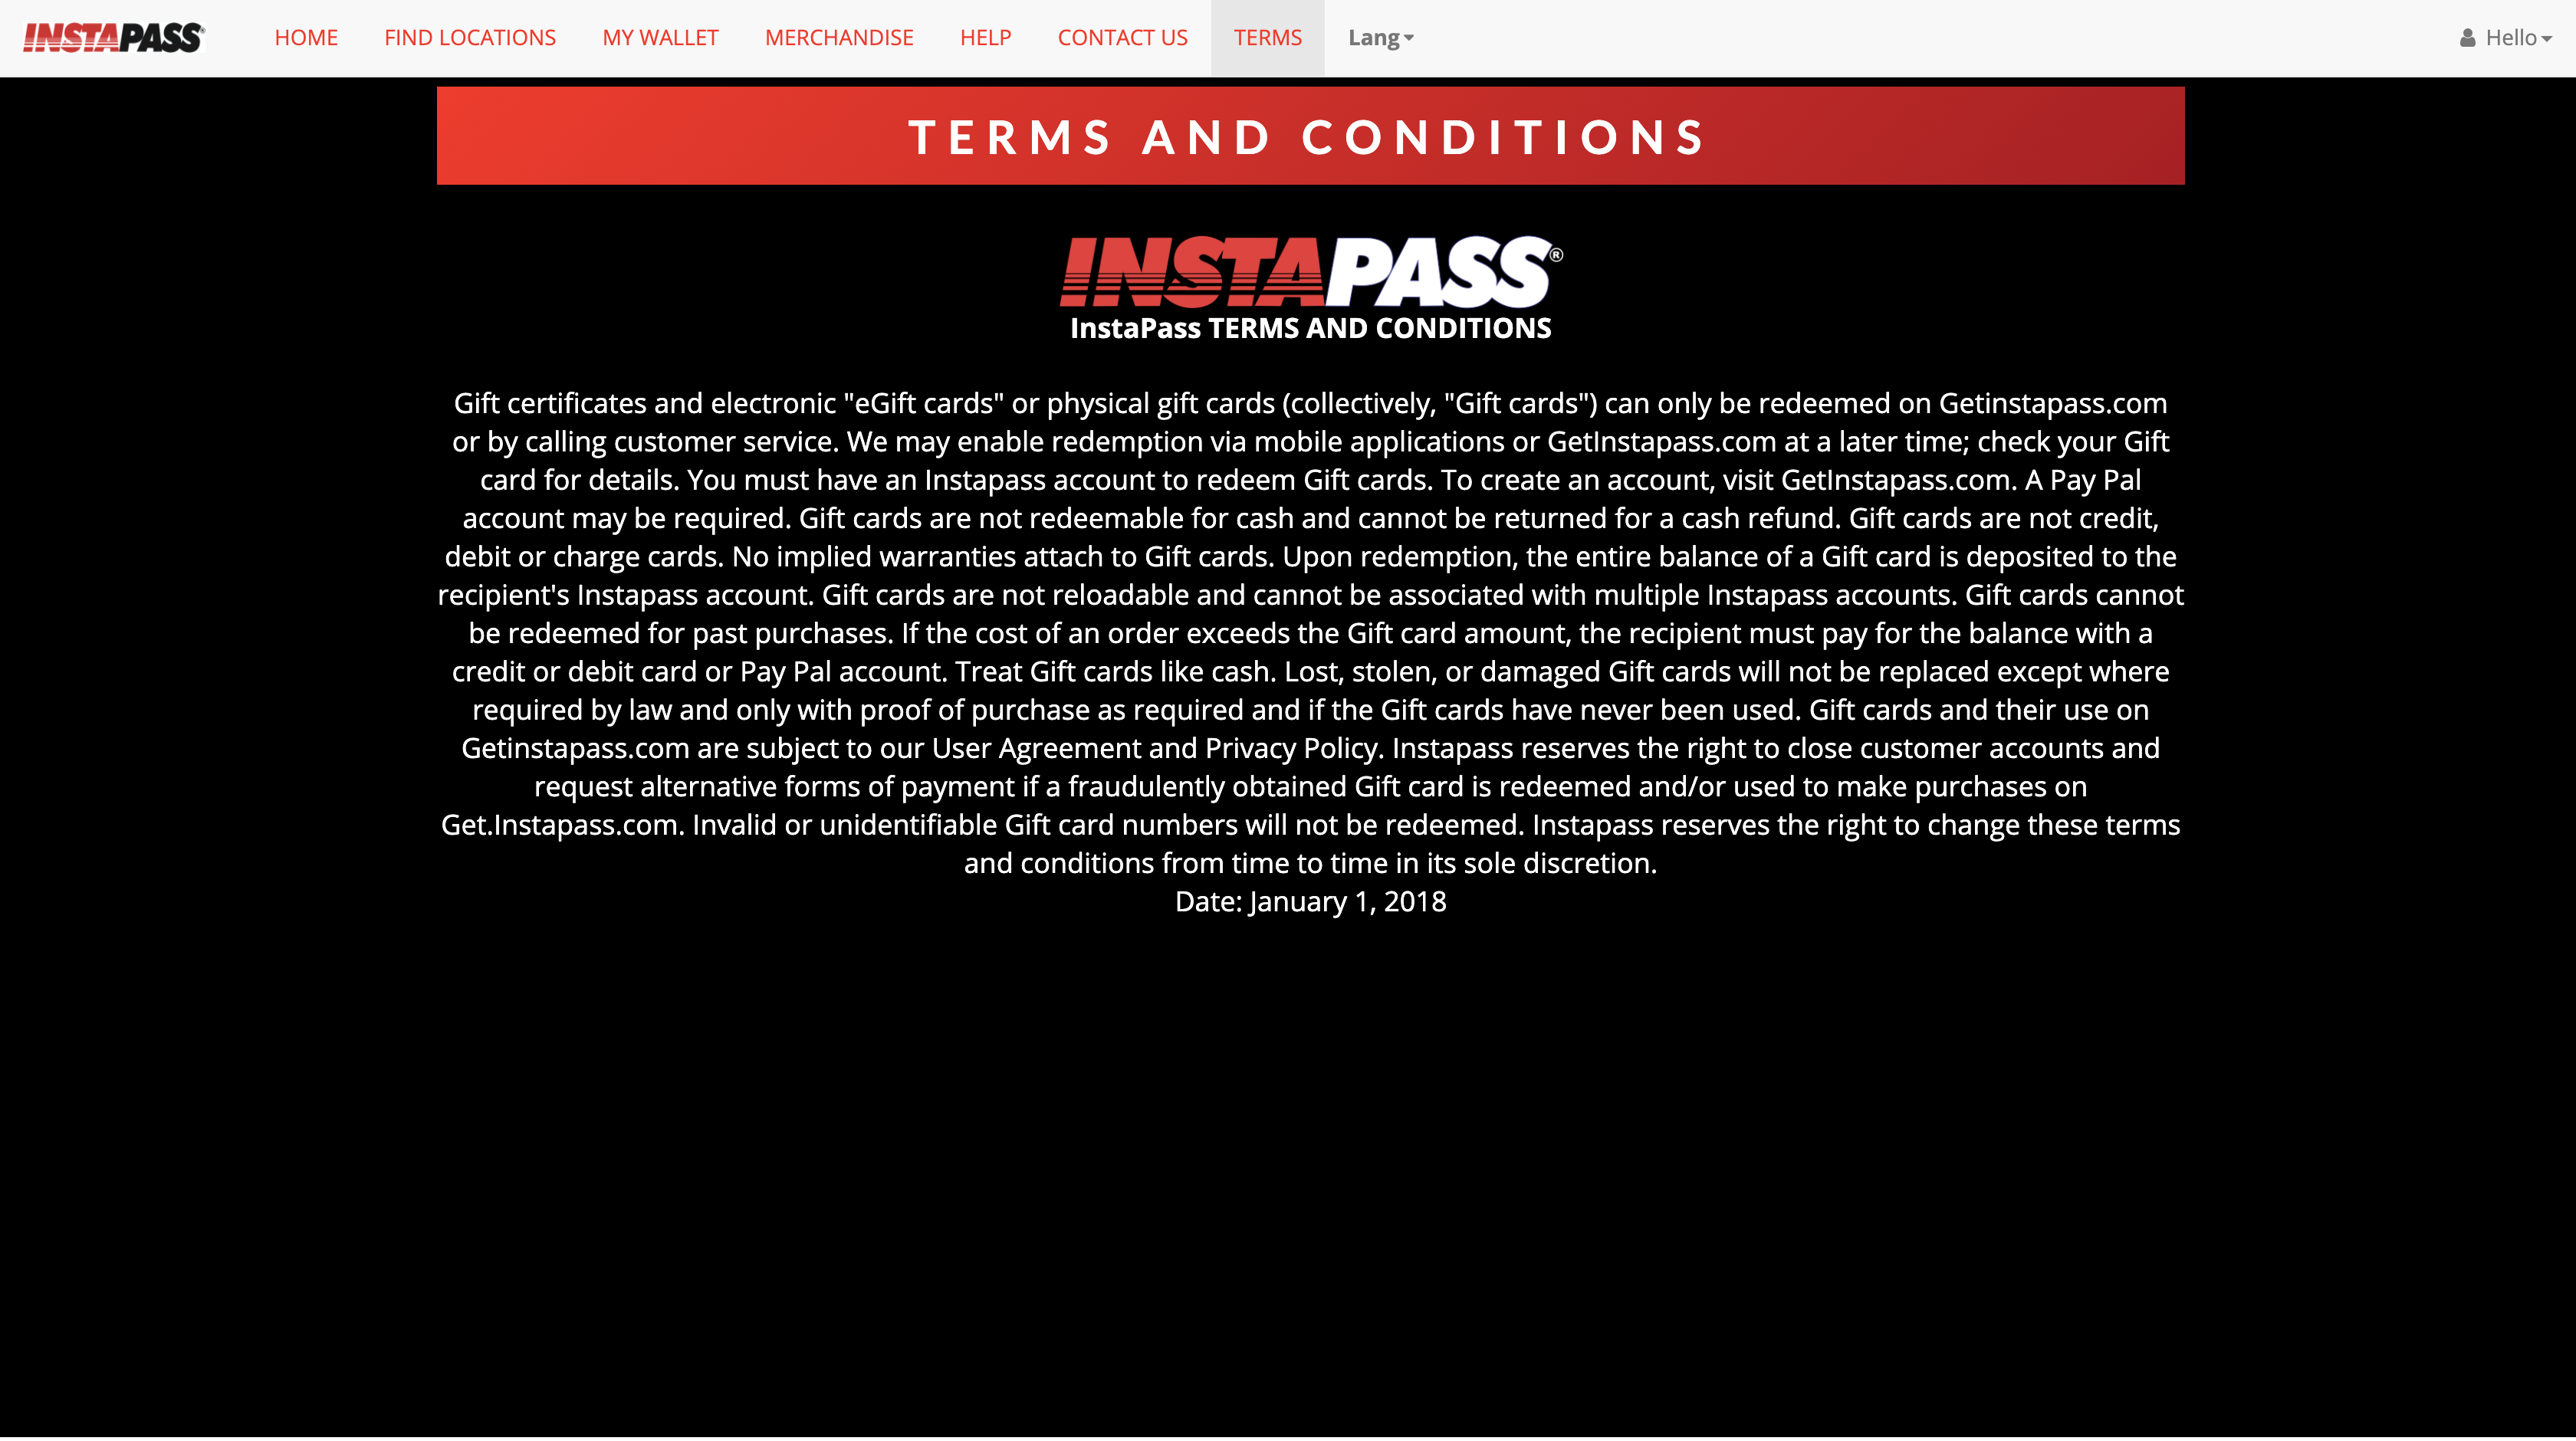 INSTAPASS®
HOME
FIND LOCATIONS
MY WALLET
MERCHANDISE
HELP
CONTACT US
TERMS
Lang
Hello
TERMS AND CONDITIONS
INSTAPASS®
InstaPass TERMS AND CONDITIONS
Gift certificates and electronic "eGift cards" or physical gift cards (collectively, "Gift cards") can only be redeemed on Getinstapass.com
or by calling customer service. We may enable redemption via mobile applications or GetInstapass.com at a later time; check your Gift
card for details. You must have an Instapass account to redeem Gift cards. To create an account, visit GetInstapass.com. A Pay Pal
account may be required. Gift cards are not redeemable for cash and cannot be returned for a cash refund. Gift cards are not credit,
debit or charge cards. No implied warranties attach to Gift cards. Upon redemption, the entire balance of a Gift card is deposited to the
recipient's Instapass account. Gift cards are not reloadable and cannot be associated with multiple Instapass accounts. Gift cards cannot
be redeemed for past purchases. If the cost of an order exceeds the Gift card amount, the recipient must pay for the balance with a
credit or debit card or Pay Pal account. Treat Gift cards like cash. Lost, stolen, or damaged Gift cards will not be replaced except where
required by law and only with proof of purchase as required and if the Gift cards have never been used. Gift cards and their use on
Getinstapass.com are subject to our User Agreement and Privacy Policy. Instapass reserves the right to close customer accounts and
request alternative forms of payment if a fraudulently obtained Gift card is redeemed and/or used to make purchases on
Get.Instapass.com. Invalid or unidentifiable Gift card numbers will not be redeemed. Instapass reserves the right to change these terms
and conditions from time to time in its sole discretion.
Date: January 1, 2018